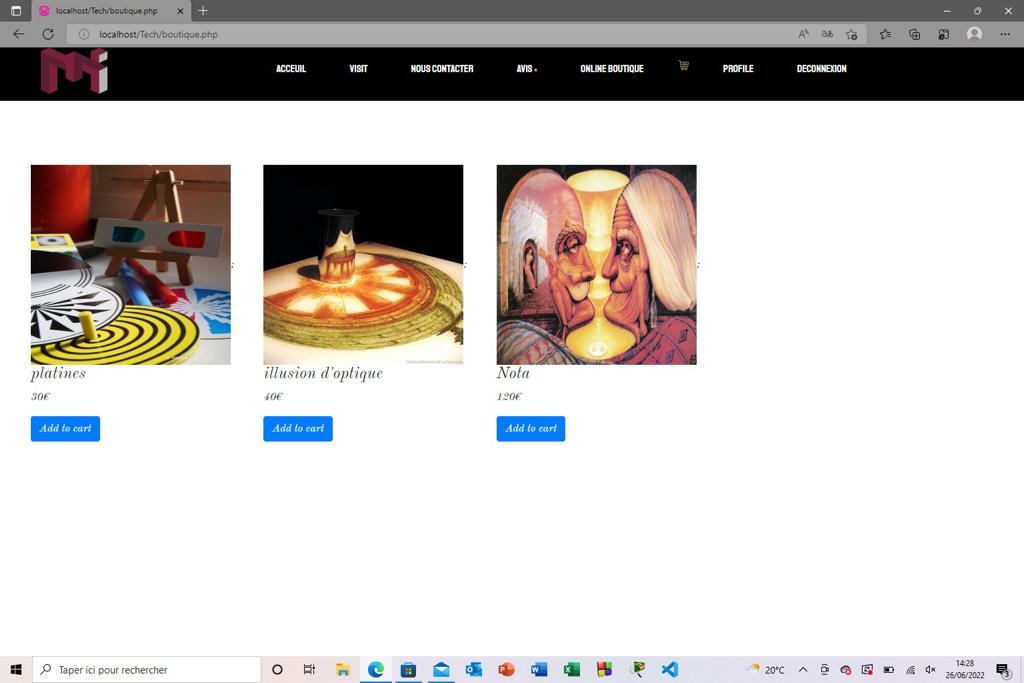 localhost/Tech/boutique.php
localhost/Tech/boutique.php
ACCEUIL VISIT NOUS CONTACTER AVIS ONLINE BOUTIQUE PROFILE DECONNEXION
; ; ;
platines illusion d'optique Nota
30€ 40€ 120€
Add to cart Add to cart Add to cart
Taper ici pour rechercher
20°C
14:28
26/06/2022
3